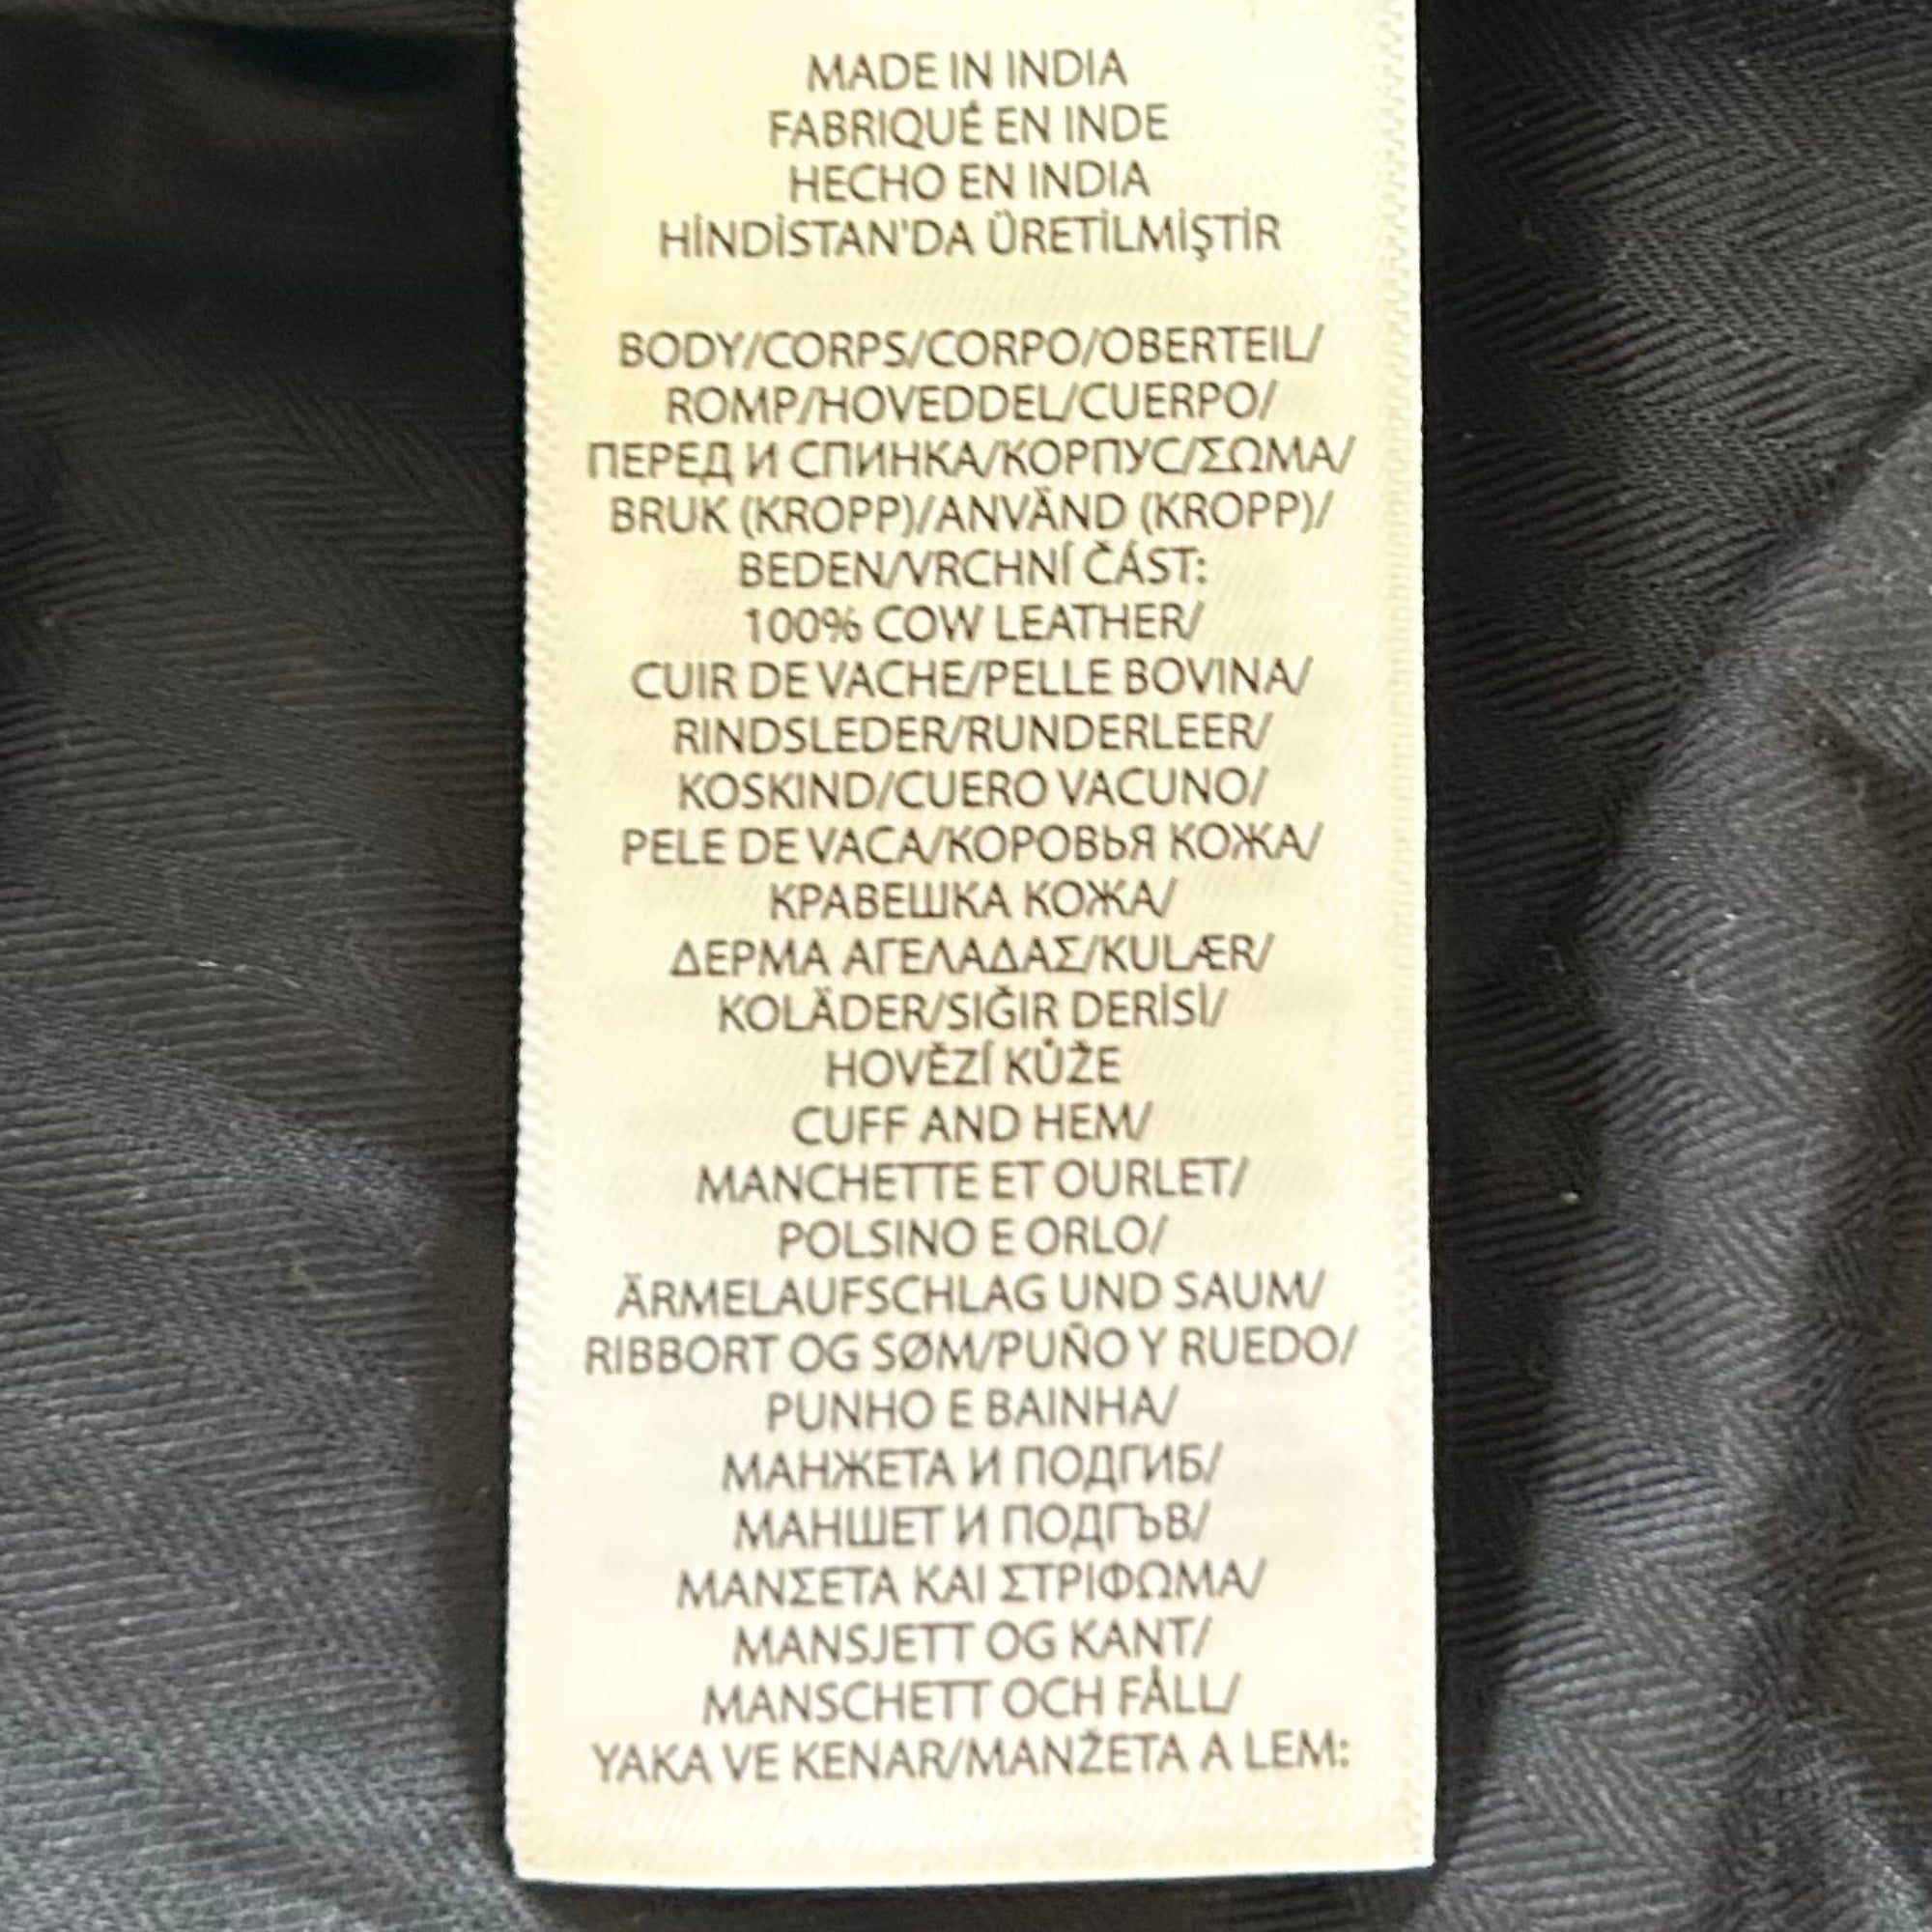 MADE IN INDIA
FABRIQUÉ EN INDE
HECHO EN INDIA
HİNDİSTAN'DA ÜRETİLMİŞTİR
BODY/CORPS/CORPO/OBERTEIL/
ROMP/HOVEDDEL/CUERPO/
ПЕРЕД И СПИНКА/КОРПУС/ΣΩΜΑ/
BRUK (KROPP)/ANVÄND (KROPP)/
BEDEN/VRCHNÍ ČÁST:
100% COW LEATHER/
CUIR DE VACHE/PELLE BOVINA/
RINDSLEDER/RUNDERLEER/
KOSKIND/CUERO VACUNO/
PELE DE VACA/КОРОВЬЯ КОЖА/
КРАВЕШКА КОЖА/
ΔΕΡΜΑ ΑΓΕΛΑΔΑΣ/KULÆR/
KOLÄDER/SIĞIR DERİSİ/
HOVĚZÍ KŮŽE
CUFF AND HEM/
MANCHETTE ET OURLET/
POLSINO E ORLO/
ÄRMELAUFSCHLAG UND SAUM/
RIBBORT OG SØM/PUÑO Y RUEDO/
PUNHO E BAINHA/
МАНЖЕТА И ПОДГИБ/
МАНШЕТ И ПОДГЪВ/
ΜΑΝΣΕΤΑ ΚΑΙ ΣΤΡΙΦΩΜΑ/
MANSJETT OG KANT/
MANSCHETT OCH FÅLL/
YAKA VE KENAR/MANŽETA A LEM: